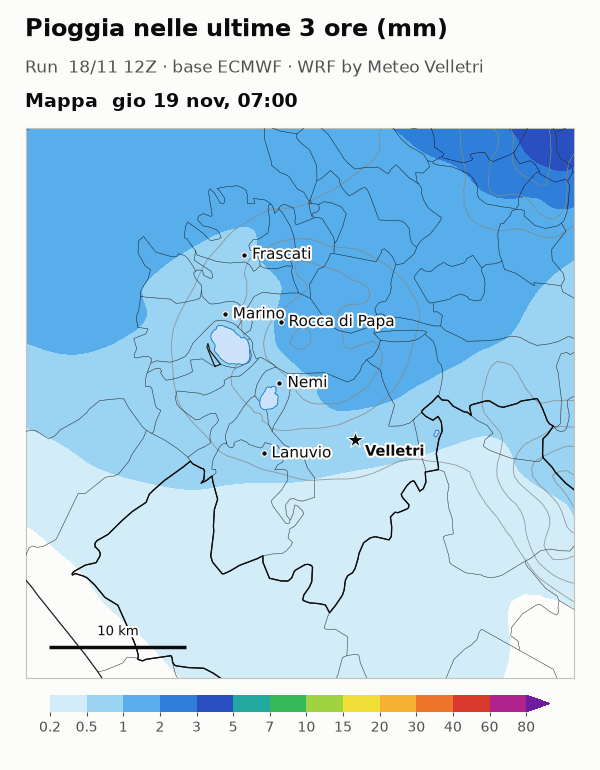 Pioggia nelle ultime 3 ore (mm)
Run  18/11 12Z · base ECMWF · WRF by Meteo Velletri
Mappa  gio 19 nov, 07:00
Frascati
Marino
Rocca di Papa
Nemi
Velletri
Lanuvio
10 km
0.2 0.5 1 2 3 5 7 10 15 20 30 40 60 80